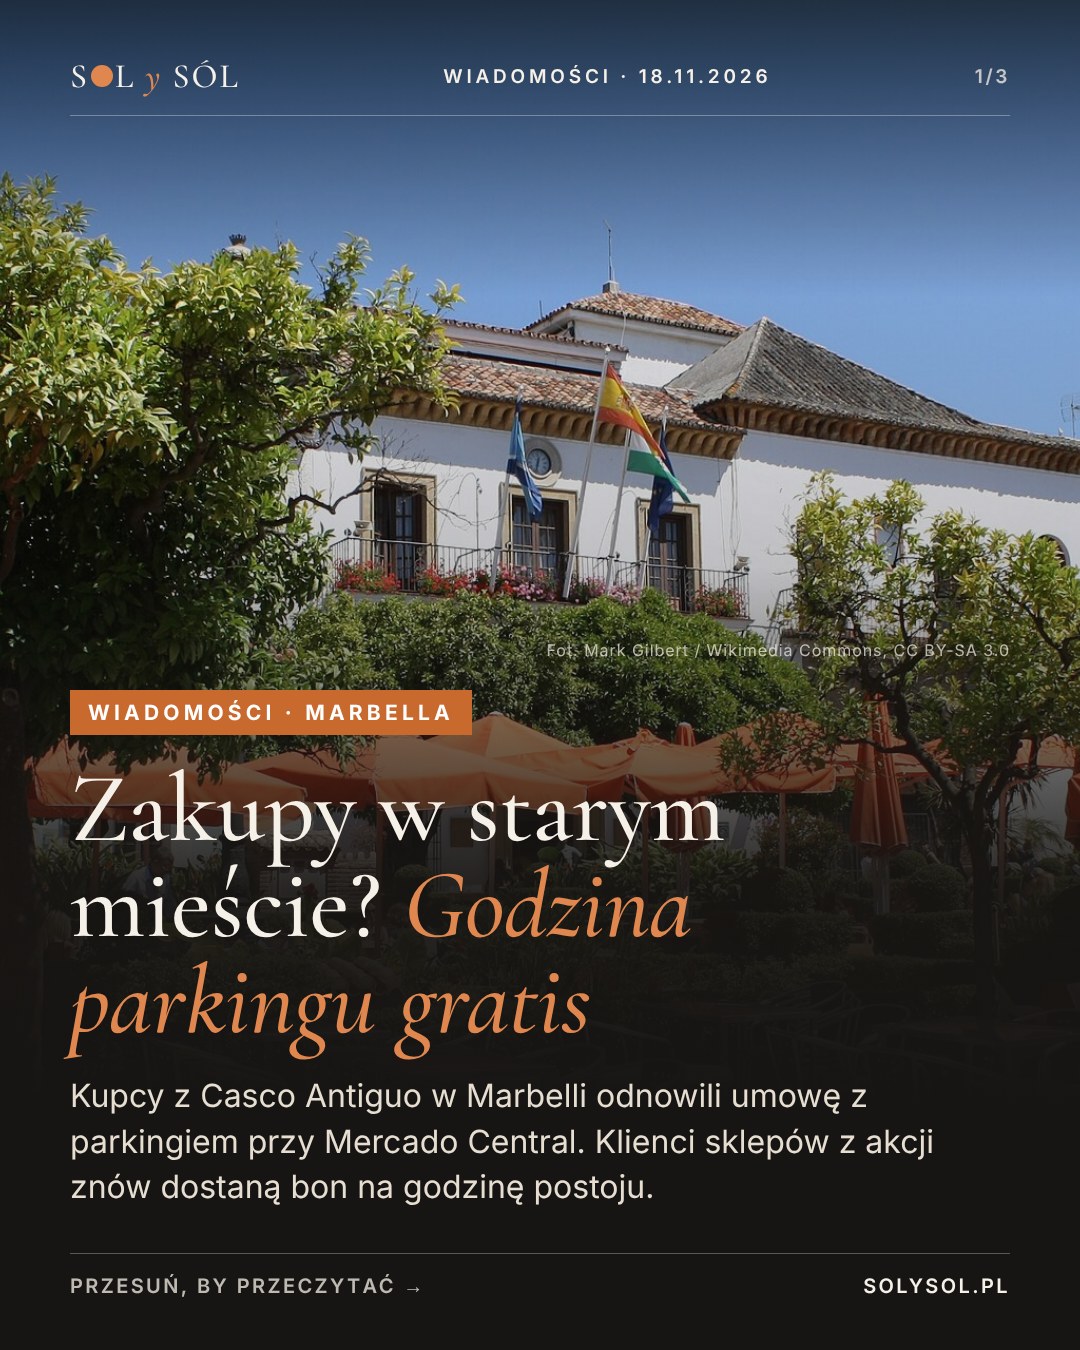 SOL y SÓL
WIADOMOŚCI · 18.11.2026
1/3
Fot. Mark Gilbert / Wikimedia Commons, CC BY-SA 3.0
WIADOMOŚCI · MARBELLA
Zakupy w starym
mieście? Godzina
parkingu gratis
Kupcy z Casco Antiguo w Marbelli odnowili umowę z
parkingiem przy Mercado Central. Klienci sklepów z akcji
znów dostaną bon na godzinę postoju.
PRZESUŃ, BY PRZECZYTAĆ →
SOLYSOL.PL